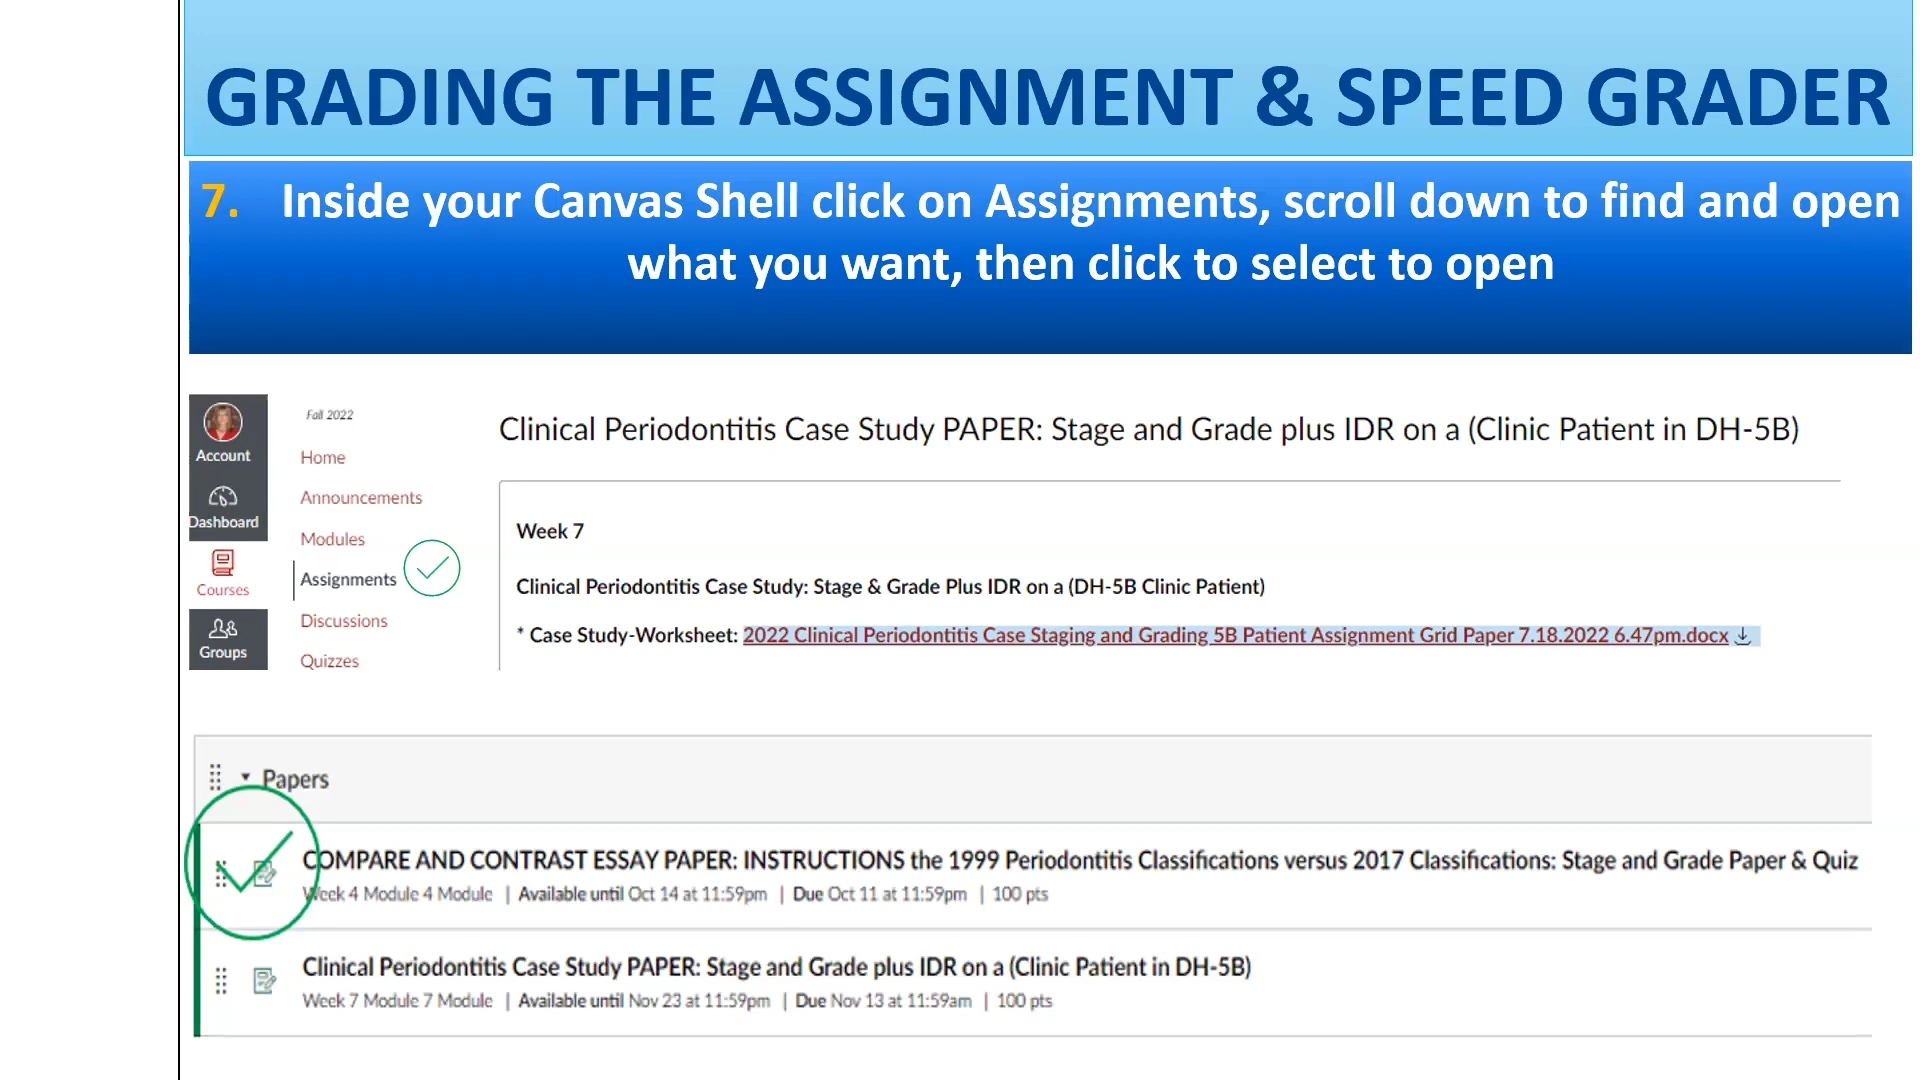 GRADING THE ASSIGNMENT & SPEED GRADER
7. Inside your Canvas Shell click on Assignments, scroll down to find and open
what you want, then click to select to open
Account
Dashboard
Courses
Groups
Fall 2022
Home
Announcements
Modules
Assignments
Discussions
Quizzes
Clinical Periodontitis Case Study PAPER: Stage and Grade plus IDR on a (Clinic Patient in DH-5B)
Week 7
Clinical Periodontitis Case Study: Stage & Grade Plus IDR on a (DH-5B Clinic Patient)
* Case Study-Worksheet: 2022 Clinical Periodontitis Case Staging and Grading 5B Patient Assignment Grid Paper 7.18.2022 6.47pm.docx
Papers
COMPARE AND CONTRAST ESSAY PAPER: INSTRUCTIONS the 1999 Periodontitis Classifications versus 2017 Classifications: Stage and Grade Paper & Quiz
Week 4 Module 4 Module | Available until Oct 14 at 11:59pm | Due Oct 11 at 11:59pm | 100 pts
Clinical Periodontitis Case Study PAPER: Stage and Grade plus IDR on a (Clinic Patient in DH-5B)
Week 7 Module 7 Module | Available until Nov 23 at 11:59pm | Due Nov 13 at 11:59am | 100 pts